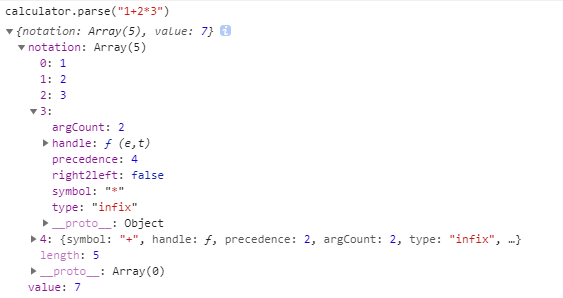 calculator.parse("1+2*3")
▼{notation: Array(5), value: 7} i
▼notation: Array(5)
0: 1
1: 2
2: 3
▼3:
argCount: 2
▶handle: ƒ (e,t)
precedence: 4
right2left: false
symbol: "*"
type: "infix"
▶__proto__: Object
▶4: {symbol: "+", handle: ƒ, precedence: 2, argCount: 2, type: "infix", …}
length: 5
▶__proto__: Array(0)
value: 7